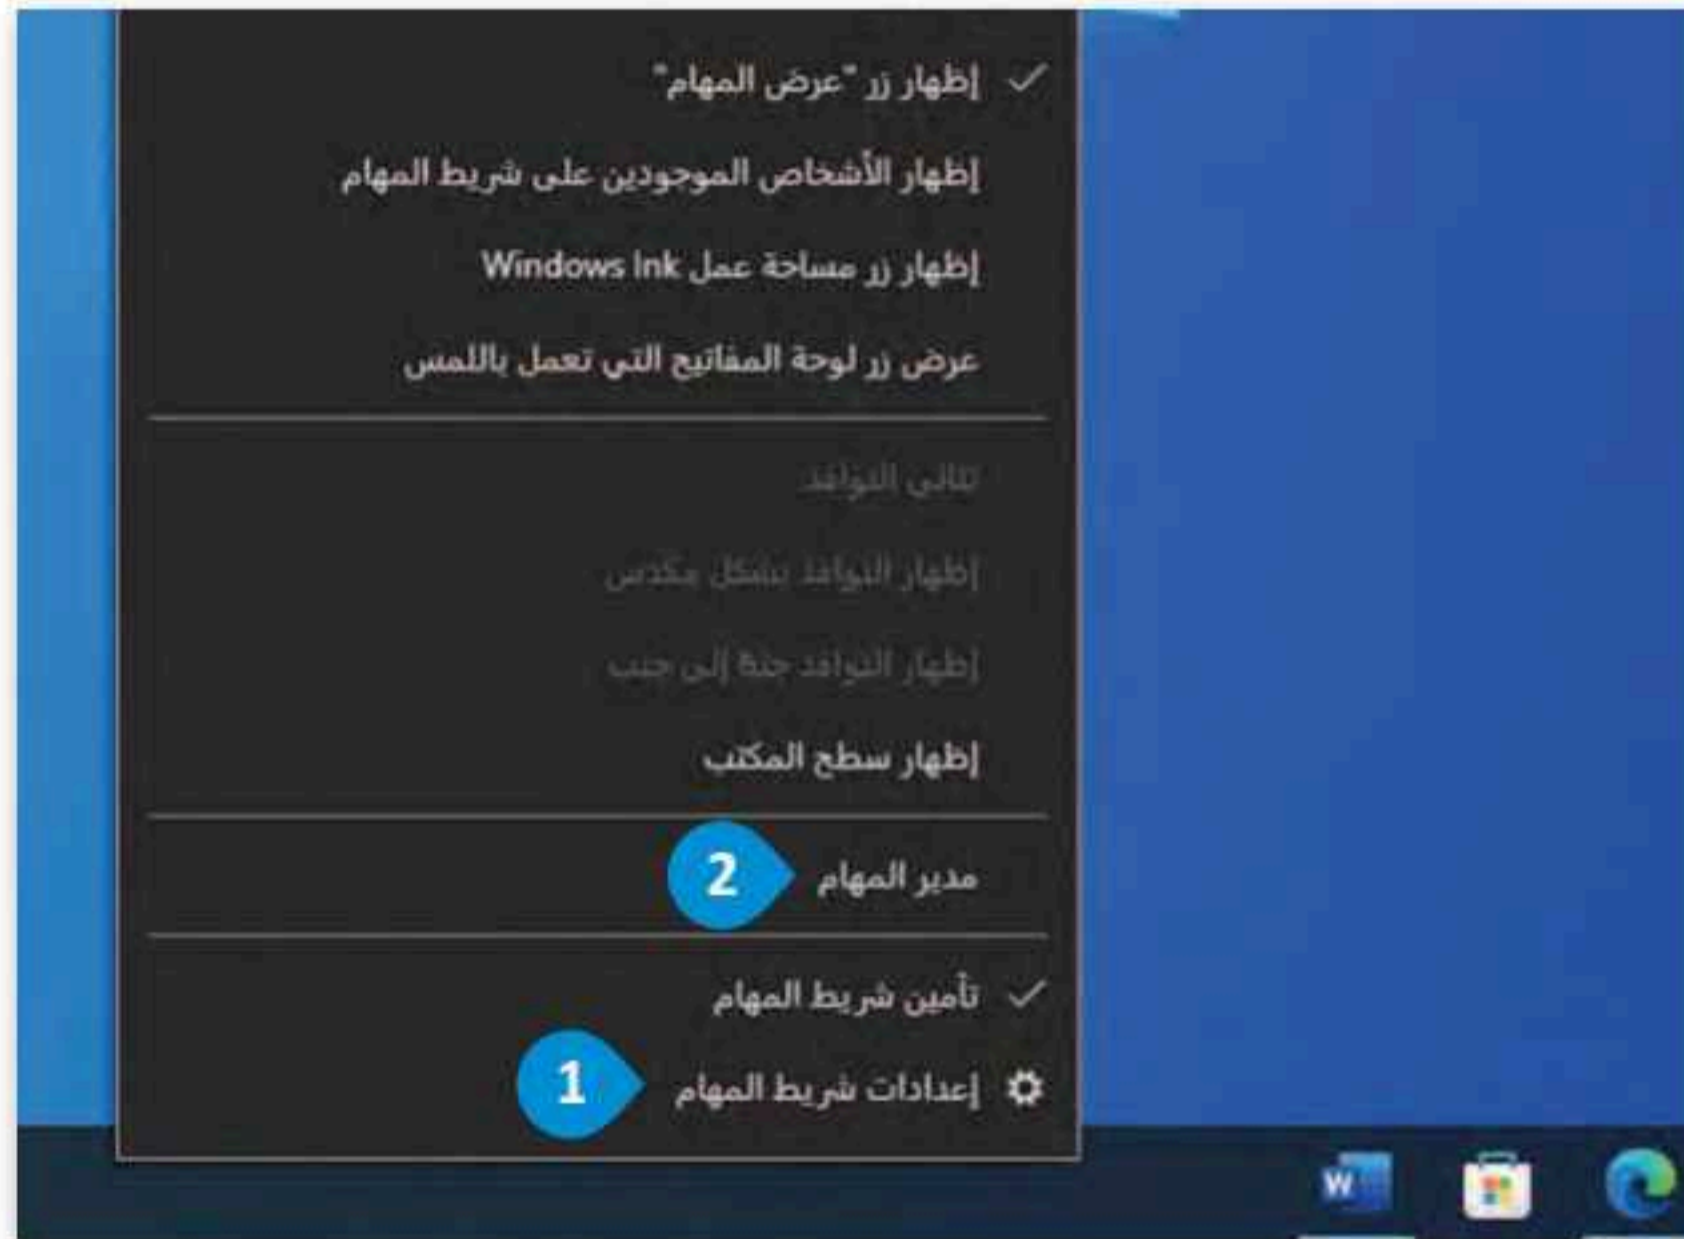 إظهار زر "عرض المهام"
إظهار الأشخاص الموجودين على شريط المهام
إظهار زر مساحة عمل Windows Ink
عرض زر لوحة المفاتيح التي تعمل باللمس
تتالي النوافذ
إظهار النوافذ بشكل مكدس
إظهار النوافذ إلى جنب
إظهار سطح المكتب
مدير المهام 2
تأمين شريط المهام
إعدادات شريط المهام 1
W